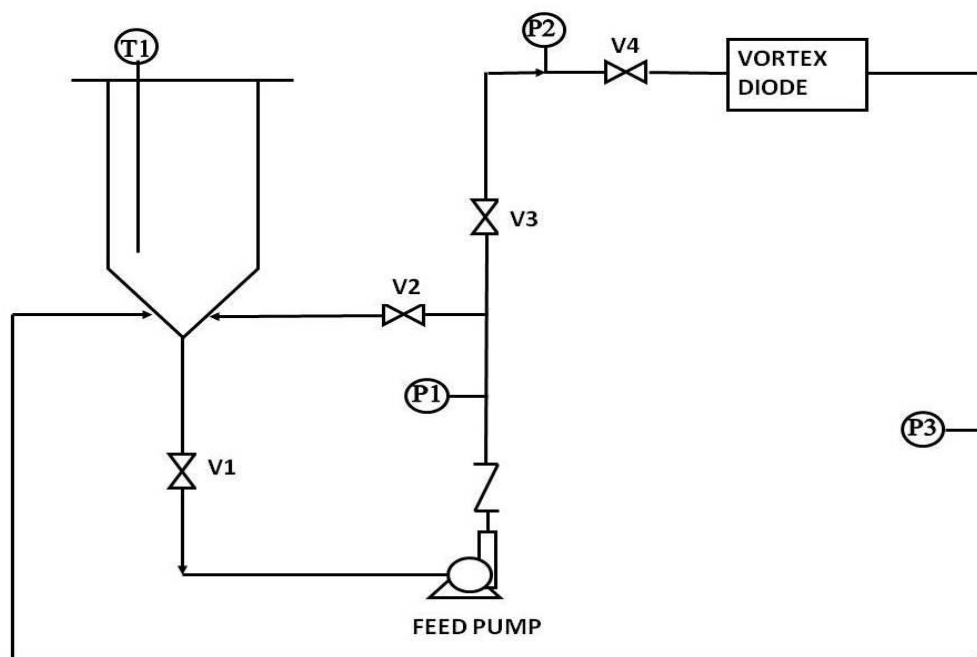 T1
P2
V4
VORTEX
DIODE
V3
V2
P1
P3
V1
FEED PUMP